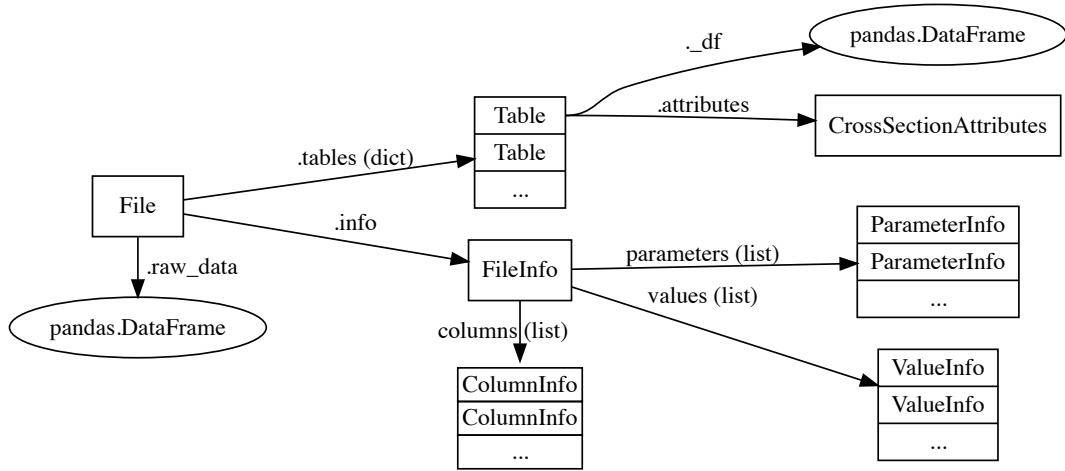 ._df
pandas.DataFrame
Table
.attributes
CrossSectionAttributes
Table
.tables (dict)
...
File
.info
ParameterInfo
.raw_data
FileInfo
parameters (list)
ParameterInfo
values (list)
...
pandas.DataFrame
columns (list)
ColumnInfo
ValueInfo
ColumnInfo
ValueInfo
...
...